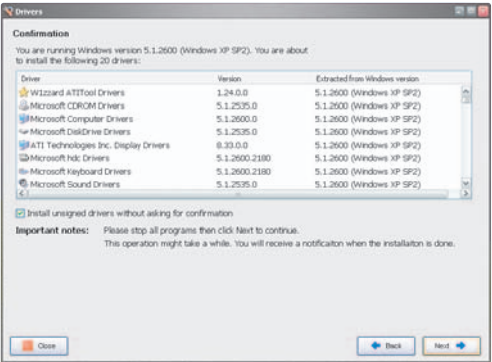 Drivers
Confirmation
You are running Windows version 5.1.2600 (Windows XP SP2). You are about
to install the following 20 drivers:
Driver Version Extracted from Windows version
W1zzard ATITool Drivers 1.24.0.0 5.1.2600 (Windows XP SP2)
Microsoft CDROM Drivers 5.1.2535.0 5.1.2600 (Windows XP SP2)
Microsoft Computer Drivers 5.1.2600.0 5.1.2600 (Windows XP SP2)
Microsoft DiskDrive Drivers 5.1.2535.0 5.1.2600 (Windows XP SP2)
ATI Technologies Inc. Display Drivers 8.33.0.0 5.1.2600 (Windows XP SP2)
Microsoft hdc Drivers 5.1.2600.2180 5.1.2600 (Windows XP SP2)
Microsoft Keyboard Drivers 5.1.2600.2180 5.1.2600 (Windows XP SP2)
Microsoft Sound Drivers 5.1.2535.0 5.1.2600 (Windows XP SP2)
Install unsigned drivers without asking for confirmation
Important notes: Please stop all programs then click Next to continue.
This operation might take a while. You will receive a notificaiton when the installaiton is done.
Close Back Next